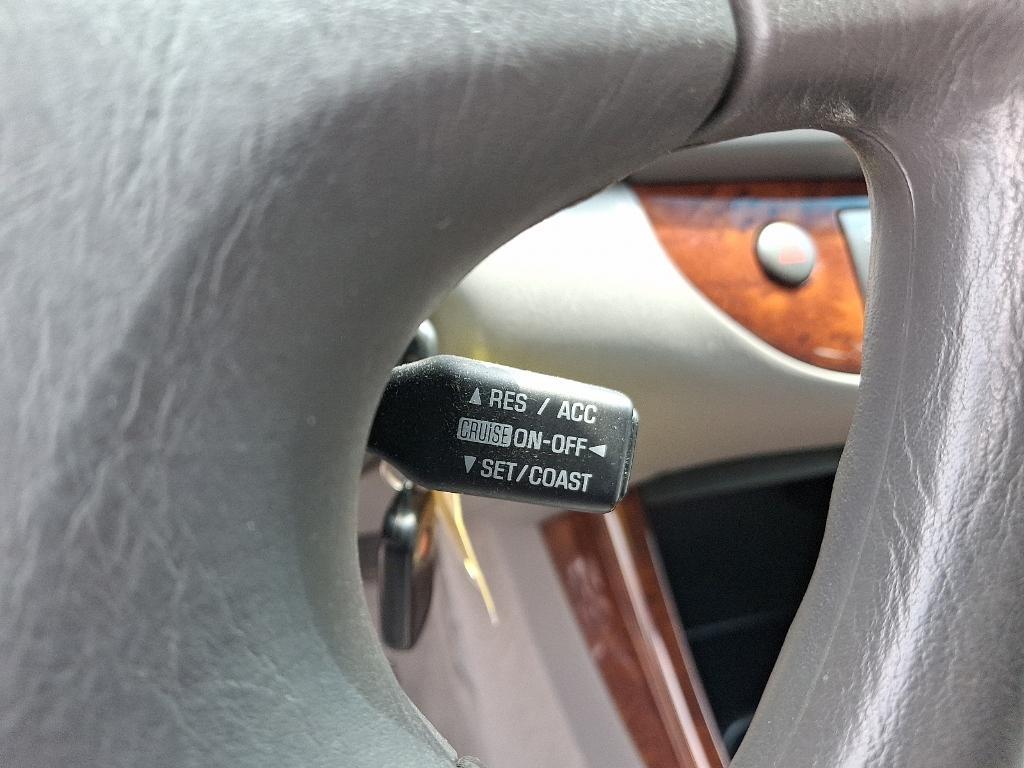 ▲ RES / ACC
CRUISE ON-OFF ◄
▼ SET/COAST